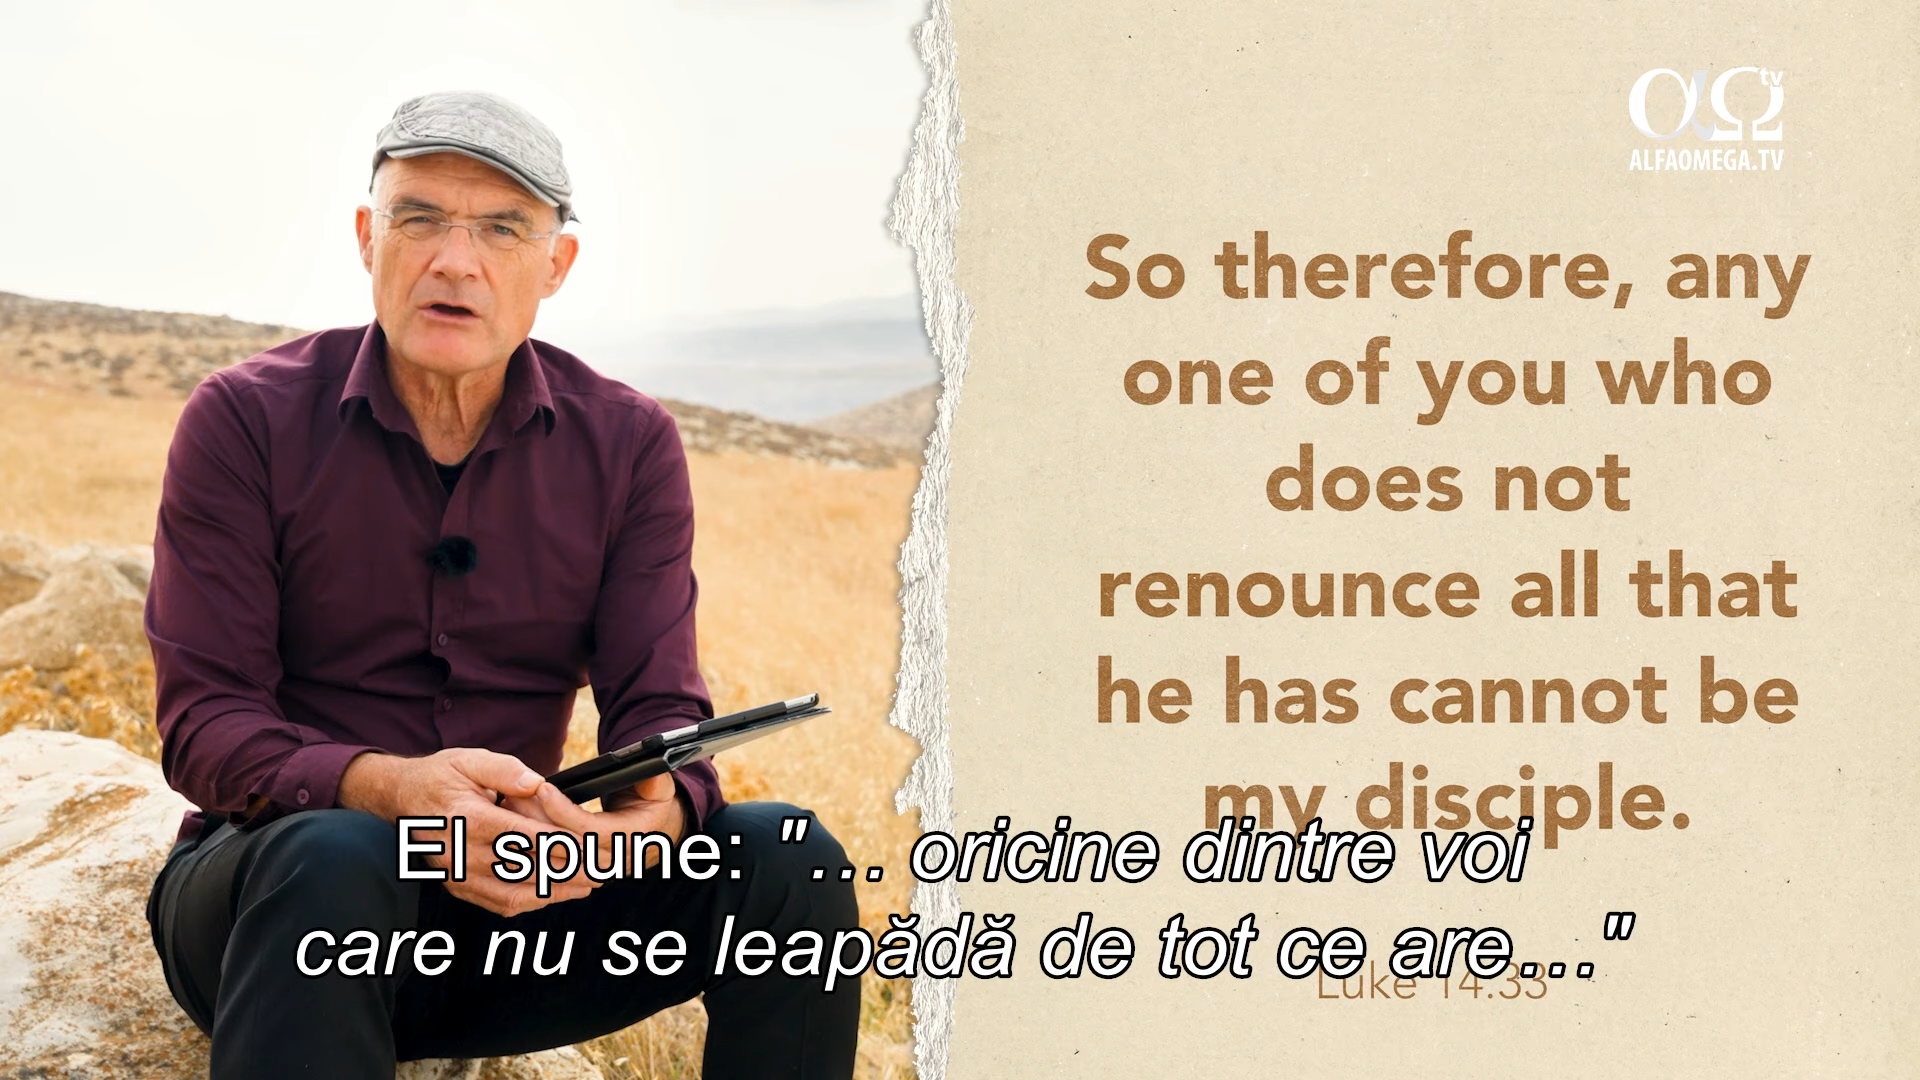 αΩ tv
ALFAOMEGA.TV
So therefore, any
one of you who
does not
renounce all that
he has cannot be
my disciple.
El spune: "… oricine dintre voi
care nu se leapădă de tot ce are…"
Luke 14:33